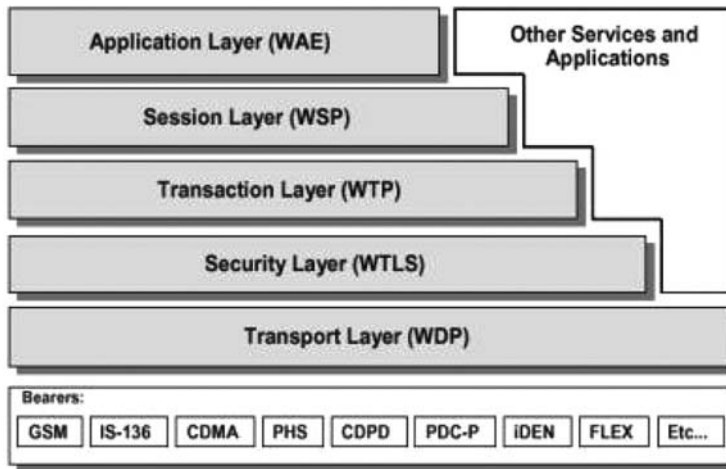 Application Layer (WAE)
Other Services and
Applications
Session Layer (WSP)
Transaction Layer (WTP)
Security Layer (WTLS)
Transport Layer (WDP)
Bearers:
GSM IS-136 CDMA PHS CDPD PDC-P iDEN FLEX Etc...